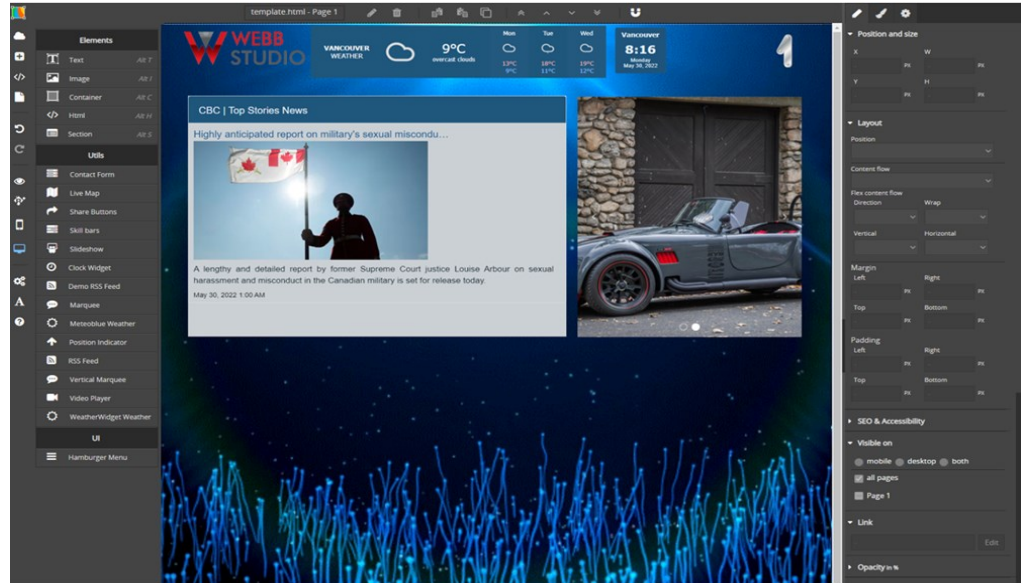 template.html - Page 1
Elements
Text Alt T
Image Alt I
Container Alt C
Html Alt H
Section Alt S
Utils
Contact Form
Live Map
Share Buttons
Skill bars
Slideshow
Clock Widget
Demo RSS Feed
Marquee
Meteoblue Weather
Position Indicator
RSS Feed
Vertical Marquee
Video Player
WeatherWidget Weather
UI
Hamburger Menu
WEBB
STUDIO
VANCOUVER
WEATHER
9°C
overcast clouds
Mon Tue Wed
13°C 18°C 19°C
9°C 11°C 12°C
Vancouver
8:16
Monday
May 30, 2022
1
CBC | Top Stories News
Highly anticipated report on military's sexual miscondu…
A lengthy and detailed report by former Supreme Court justice Louise Arbour on sexual
harassment and misconduct in the Canadian military is set for release today.
May 30, 2022 1:00 AM
Position and size
X W
PX PX
Y H
PX PX
Layout
Position
Content flow
Flex content flow
Direction Wrap
Vertical Horizontal
Margin
Left Right
PX PX
Top Bottom
PX PX
Padding
Left Right
PX PX
Top Bottom
PX PX
SEO & Accessibility
Visible on
mobile desktop both
all pages
Page 1
Link
Edit
Opacity in %